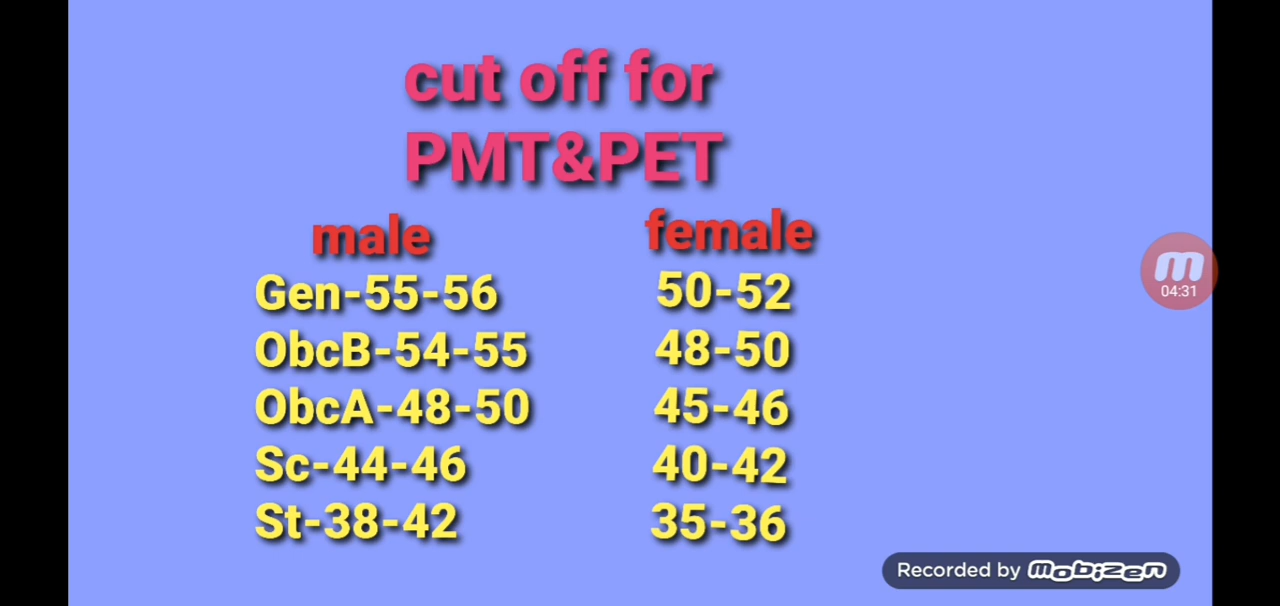 cut off for
PMT&PET
male female
Gen-55-56 50-52
ObcB-54-55 48-50
ObcA-48-50 45-46
Sc-44-46 40-42
St-38-42 35-36
m
04:31
Recorded by mobizen